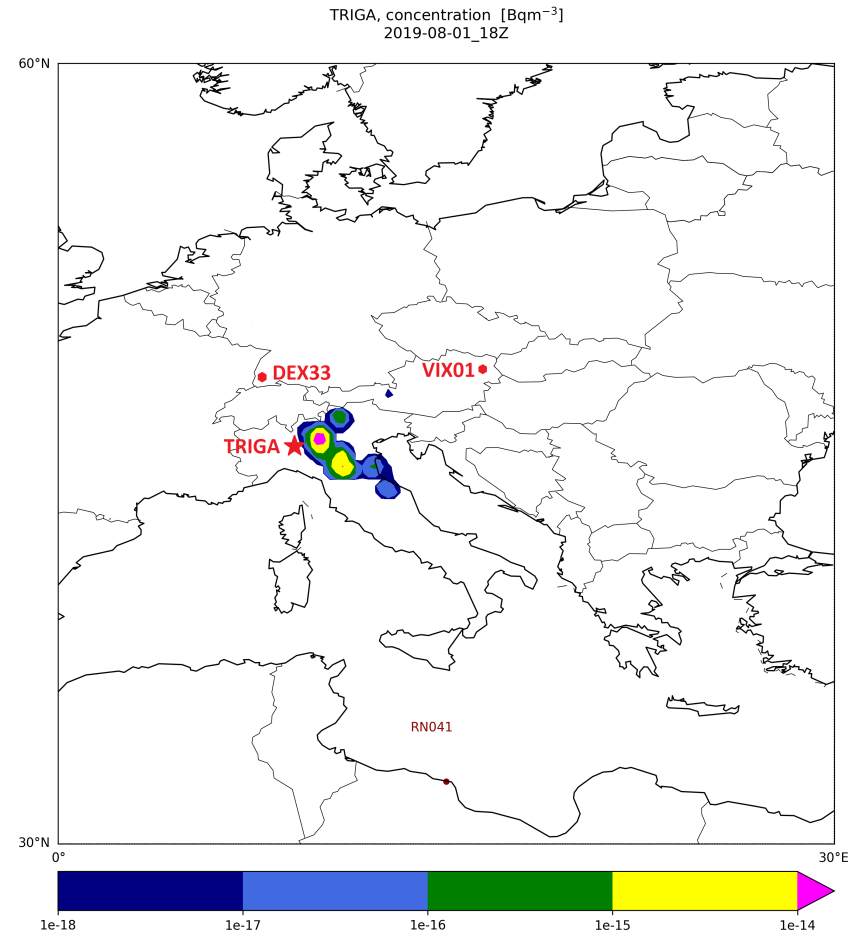 TRIGA, concentration [Bqm⁻³]
2019-08-01_18Z
60°N
DEX33
VIX01
TRIGA
RN041
30°N
0°
30°E
1e-18
1e-17
1e-16
1e-15
1e-14